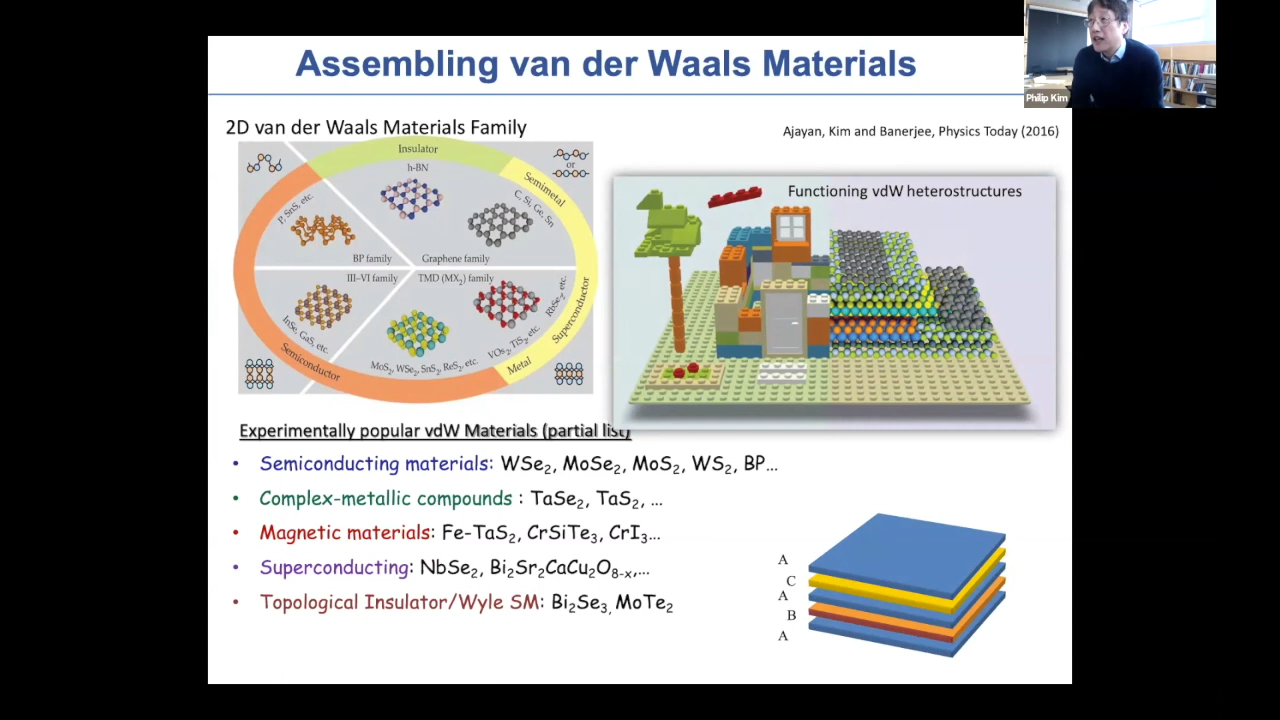 Assembling van der Waals Materials
Philip Kim
2D van der Waals Materials Family
Ajayan, Kim and Banerjee, Physics Today (2016)
Insulator
h-BN
or
Semimetal
C, Si, Ge, Sn
P, SnS, etc.
BP family
Graphene family
III–VI family
TMD (MX₂) family
InSe, GaS, etc.
MoS₂, WSe₂, SnS₂, ReS₂, etc.
VOs₂, TiS₂, etc.
RbSe₂, etc.
Superconductor
Metal
Semiconductor
Functioning vdW heterostructures
Experimentally popular vdW Materials (partial list)
• Semiconducting materials: WSe₂, MoSe₂, MoS₂, WS₂, BP…
• Complex-metallic compounds : TaSe₂, TaS₂, …
• Magnetic materials: Fe-TaS₂, CrSiTe₃, CrI₃…
• Superconducting: NbSe₂, Bi₂Sr₂CaCu₂O₈₋ₓ,…
• Topological Insulator/Wyle SM: Bi₂Se₃, MoTe₂
A
C
A
B
A